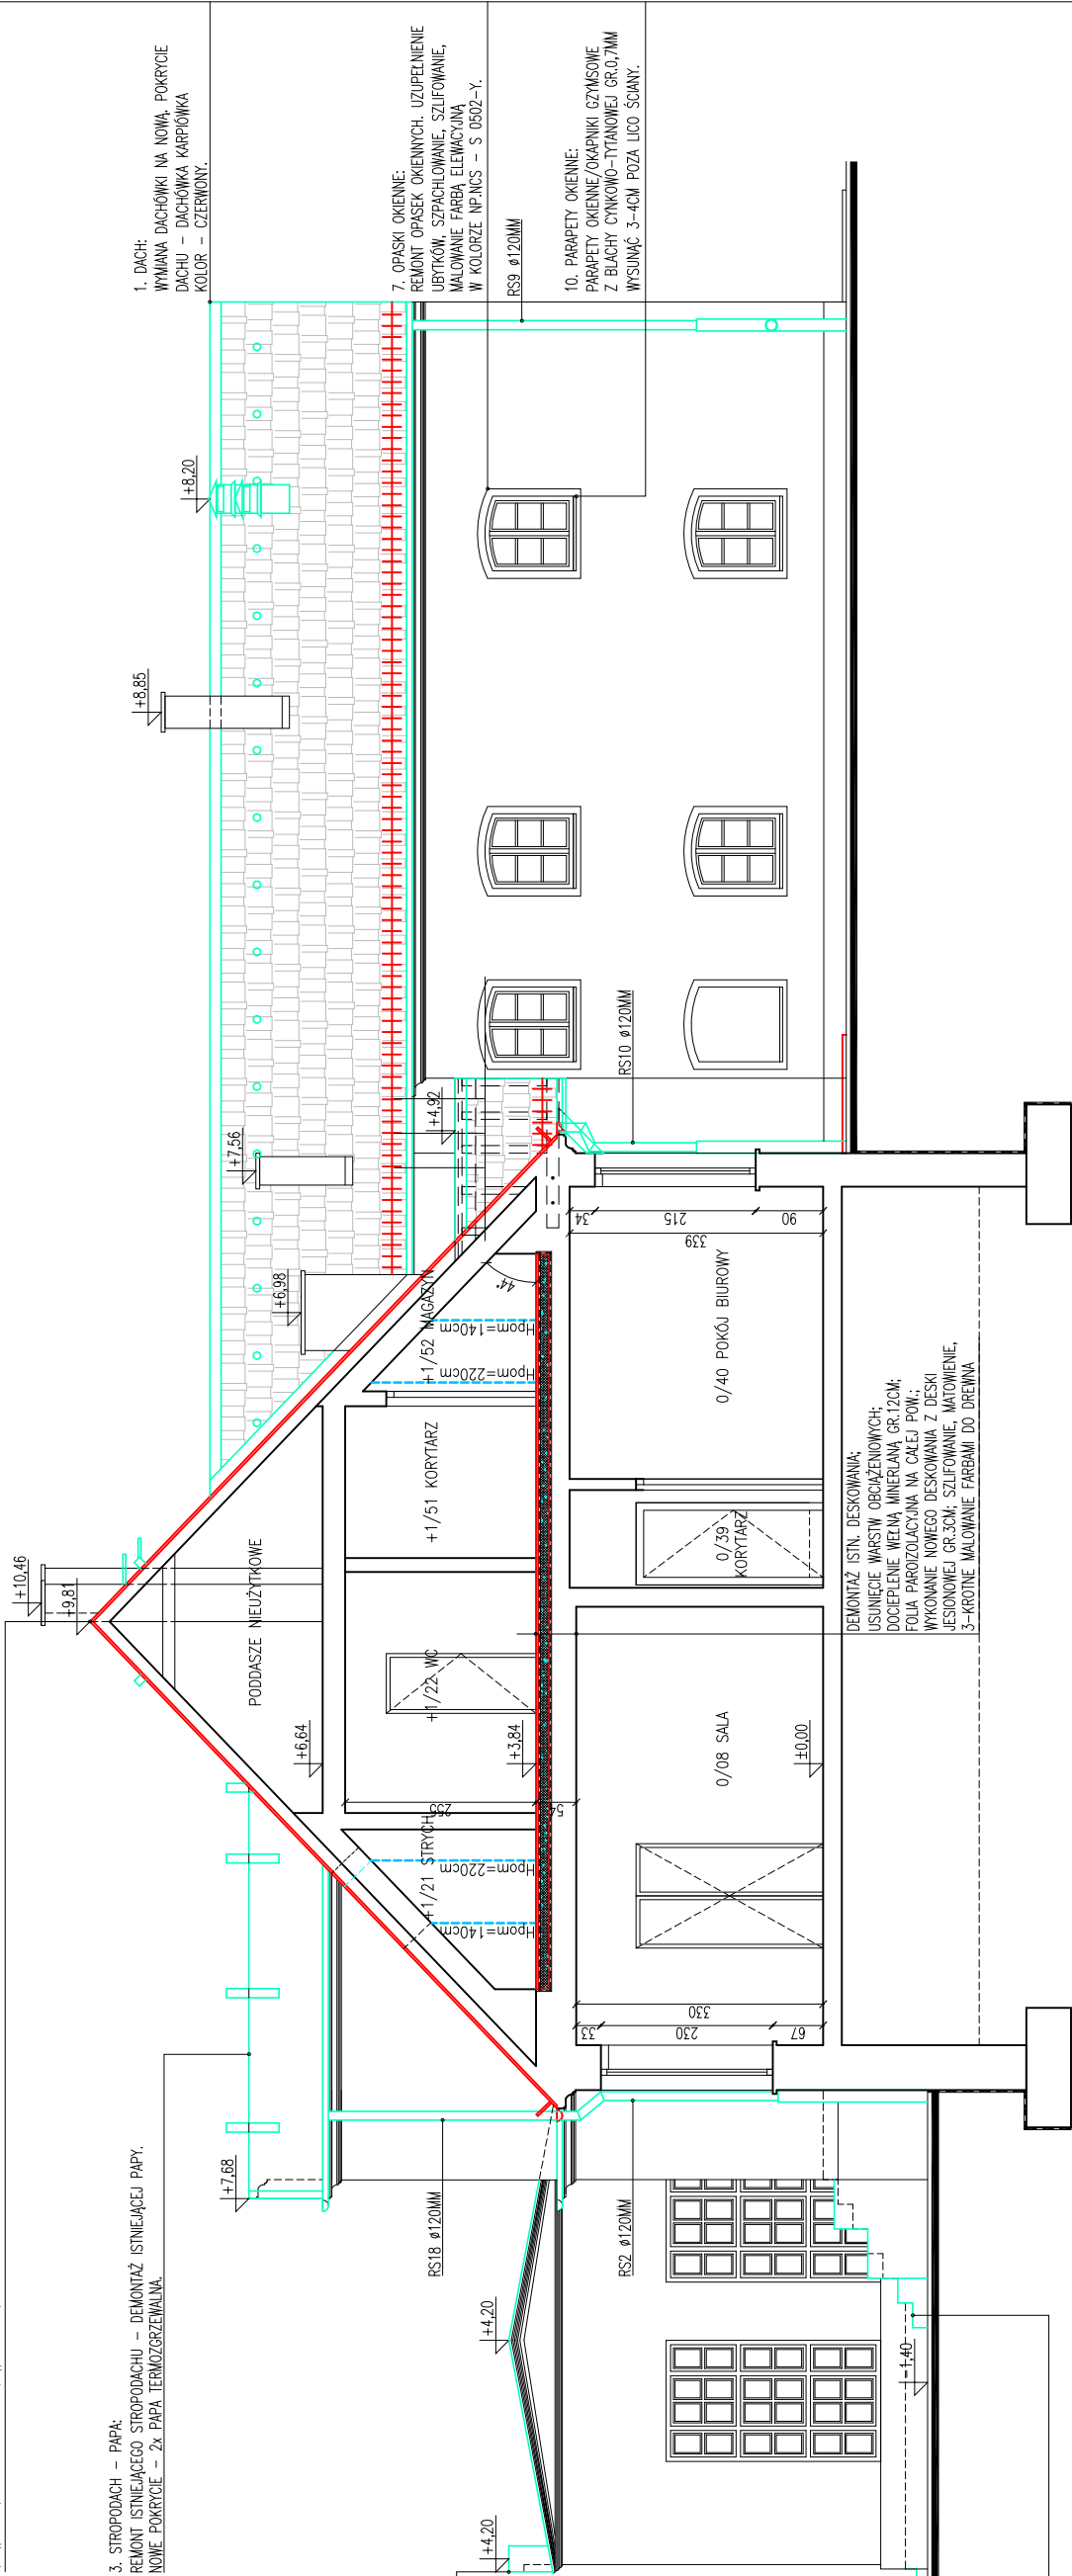 1. DACH:
WYMIANA DACHÓWKI NA NOWĄ. POKRYCIE
DACHU - DACHÓWKA KARPIÓWKA
KOLOR - CZERWONY.
7. OPASKI OKIENNE:
REMONT OPASEK OKIENNYCH. UZUPEŁNIENIE
UBYTKÓW, SZPACHLOWANIE, SZLIFOWANIE,
MALOWANIE FARBĄ ELEWACYJNĄ
W KOLORZE NP.NCS - S 0502-Y.
10. PARAPETY OKIENNE:
PARAPETY OKIENNE/OKAPNIKI GZYMSOWE
Z BLACHY CYNKOWO-TYTANOWEJ GR.0,7MM
WYSUNĄĆ 3-4CM POZA LICO ŚCIANY.
RS9 ø120MM
+8,20
+8,85
+7,56
+6,98
+4,92
RS10 ø120MM
+10,46
+9,81
PODDASZE NIEUŻYTKOWE
+6,64
+1/52 MAGAZYN
Hpom=140cm
Hpom=220cm
44°
+1/51 KORYTARZ
+1/22 WC
+3,84
+1/21 STRYCH
Hpom=220cm
Hpom=140cm
255
54
34
215
90
339
0/40 POKÓJ BIUROWY
0/39
KORYTARZ
0/08 SALA
±0,00
330
33
230
67
DEMONTAŻ ISTN. DESKOWANIA;
USUNIĘCIE WARSTW OBCIĄŻENIOWYCH;
DOCIEPLENIE WEŁNĄ MINERLANĄ GR.12CM;
FOLIA PAROIZOLACYJNA NA CAŁEJ POW.;
WYKONANIE NOWEGO DESKOWANIA Z DESKI
JESIONOWEJ GR.3CM; SZLIFOWANIE, MATOWIENIE,
3-KROTNE MALOWANIE FARBAMI DO DREWNA
3. STROPODACH - PAPA:
REMONT ISTNIEJĄCEGO STROPODACHU - DEMONTAŻ ISTNIEJĄCEJ PAPY.
NOWE POKRYCIE - 2x PAPA TERMOZGRZEWALNA.
+7,68
RS18 ø120MM
RS2 ø120MM
+4,20
+4,20
-1,40